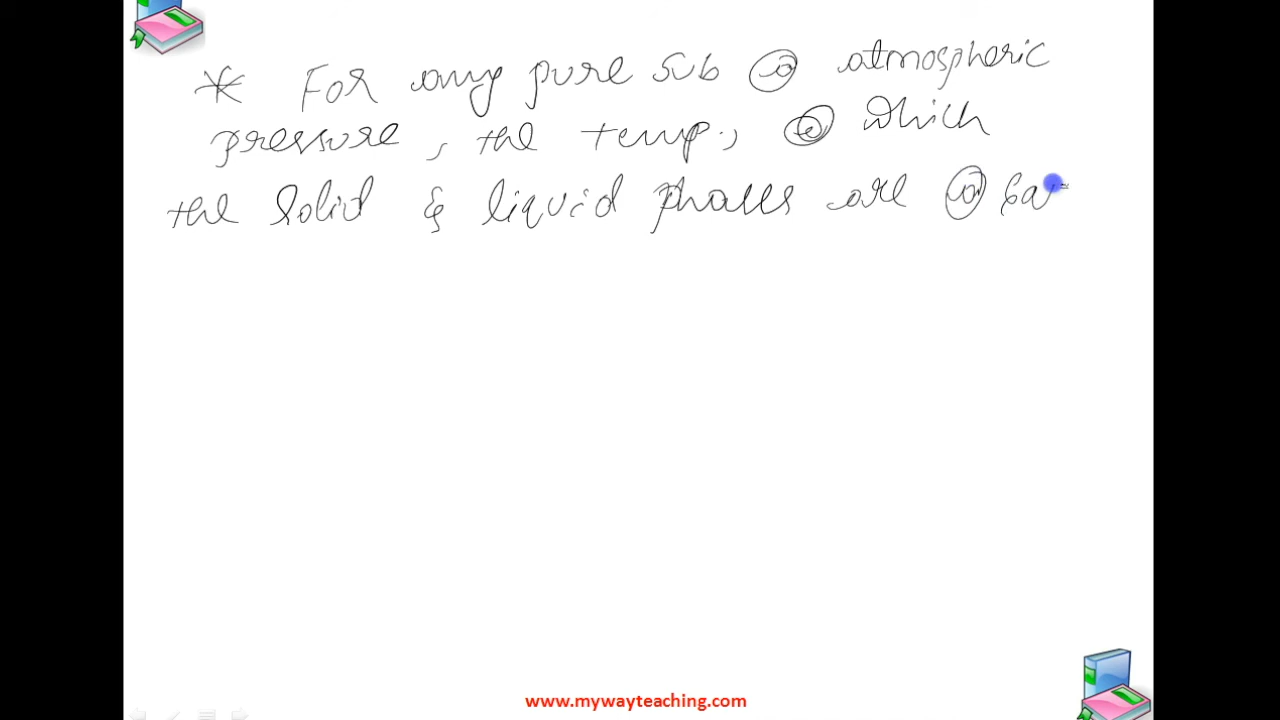 * For any pure sub @ atmospheric
pressure, the temp., @ which
the solid & liquid phases are @
www.mywayteaching.com